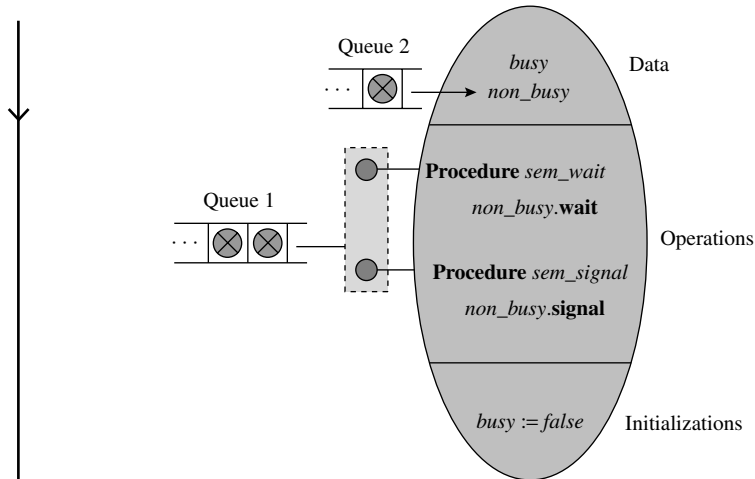 Queue 2
busy
Data
. . .
non_busy
Procedure sem_wait
Queue 1
non_busy.wait
. . .
Operations
Procedure sem_signal
non_busy.signal
busy := false
Initializations